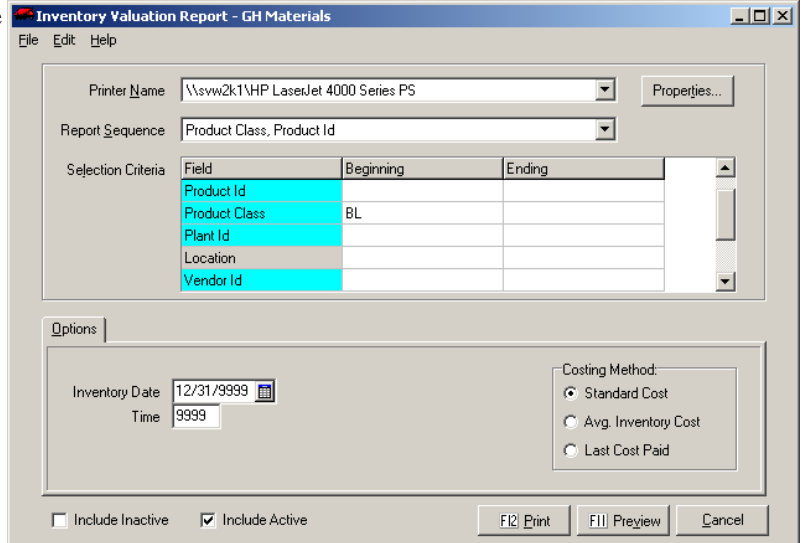 Inventory Valuation Report - GH Materials
File Edit Help
Printer Name \\svw2k1\HP LaserJet 4000 Series PS Properties...
Report Sequence Product Class, Product Id
Selection Criteria Field Beginning Ending
Product Id
Product Class BL
Plant Id
Location
Vendor Id
Options
Costing Method:
Inventory Date 12/31/9999 Standard Cost
Time 9999 Avg. Inventory Cost
Last Cost Paid
Include Inactive Include Active F12 Print F11 Preview Cancel